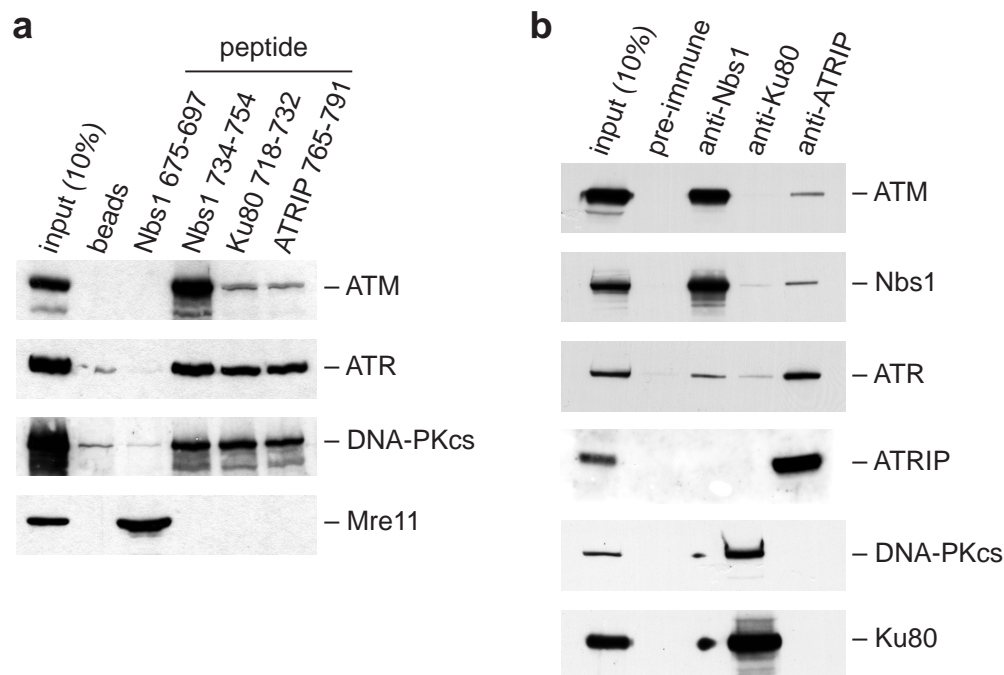 a
peptide
input (10%)
beads
Nbs1 675-697
Nbs1 734-754
Ku80 718-732
ATRIP 765-791
– ATM
– ATR
– DNA-PKcs
– Mre11
b
input (10%)
pre-immune
anti-Nbs1
anti-Ku80
anti-ATRIP
– ATM
– Nbs1
– ATR
– ATRIP
– DNA-PKcs
– Ku80